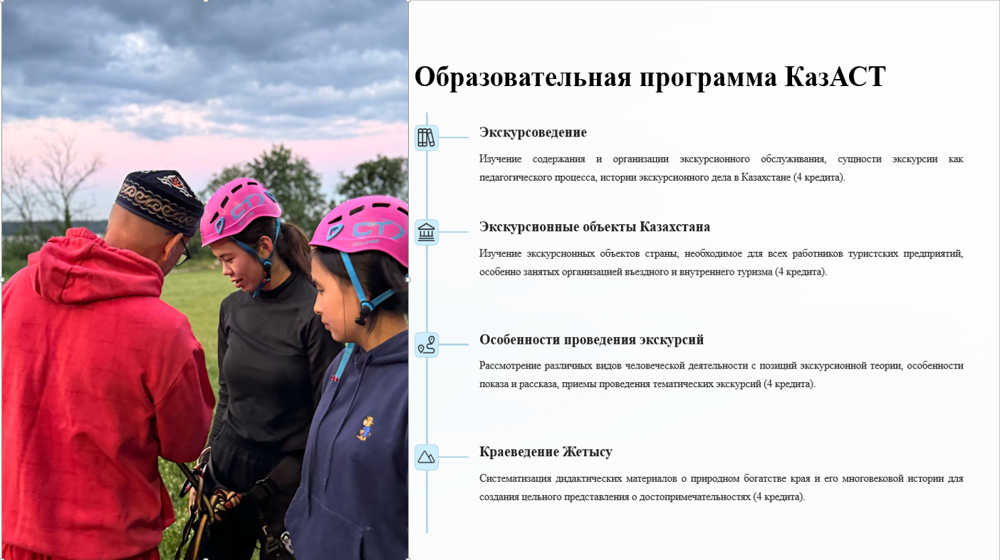 Образовательная программа КазАСТ
Экскурсоведение
Изучение содержания и организации экскурсионного обслуживания, сущности экскурсии как
педагогического процесса, истории экскурсионного дела в Казахстане (4 кредита).
Экскурсионные объекты Казахстана
Изучение экскурсионных объектов страны, необходимое для всех работников туристских предприятий,
особенно занятых организацией въездного и внутреннего туризма (4 кредита).
Особенности проведения экскурсий
Рассмотрение различных видов человеческой деятельности с позиций экскурсионной теории, особенности
показа и рассказа, приемы проведения тематических экскурсий (4 кредита).
Краеведение Жетысу
Систематизация дидактических материалов о природном богатстве края и его многовековой истории для
создания цельного представления о достопримечательностях (4 кредита).
CT
CT
ECLIPSE